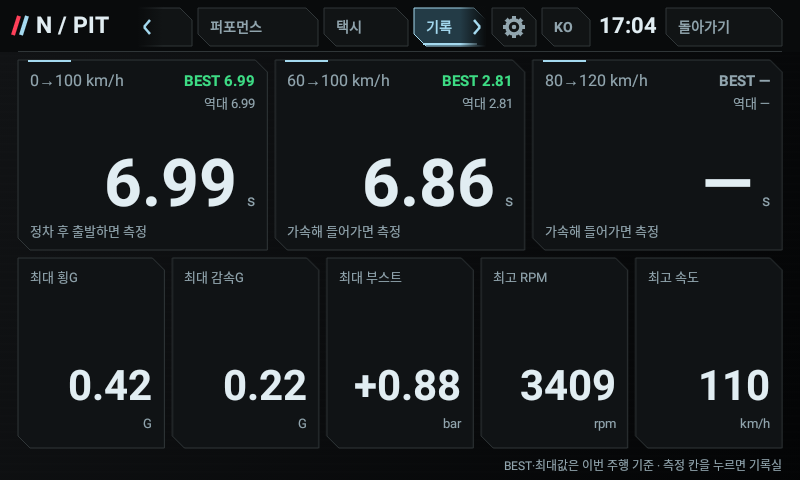 // N / PIT
퍼포먼스
택시
기록
KO
17:04
돌아가기
0→100 km/h
BEST 6.99
역대 6.99
6.99 s
정차 후 출발하면 측정
60→100 km/h
BEST 2.81
역대 2.81
6.86 s
가속해 들어가면 측정
80→120 km/h
BEST —
역대 —
— s
가속해 들어가면 측정
최대 횡G
0.42
G
최대 감속G
0.22
G
최대 부스트
+0.88
bar
최고 RPM
3409
rpm
최고 속도
110
km/h
BEST·최대값은 이번 주행 기준 · 측정 칸을 누르면 기록실